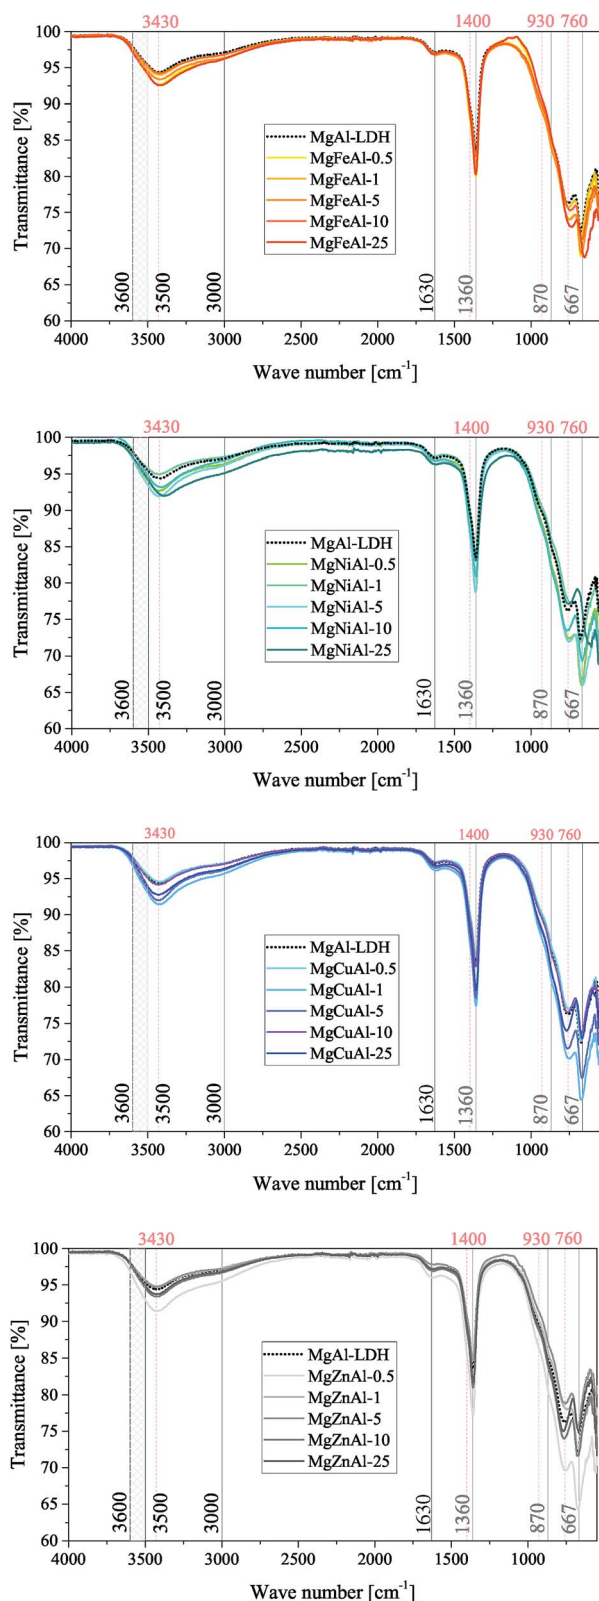 3430 1400 930 760
100
95
90
85
80
75
70
65
60
Transmittance [%]
MgAl-LDH
MgFeAl-0.5
MgFeAl-1
MgFeAl-5
MgFeAl-10
MgFeAl-25
3600 3500 3000 1630 1360 870 667
4000 3500 3000 2500 2000 1500 1000
Wave number [cm⁻¹]
3430 1400 930 760
100
95
90
85
80
75
70
65
60
Transmittance [%]
MgAl-LDH
MgNiAl-0.5
MgNiAl-1
MgNiAl-5
MgNiAl-10
MgNiAl-25
3600 3500 3000 1630 1360 870 667
4000 3500 3000 2500 2000 1500 1000
Wave number [cm⁻¹]
3430 1400 930 760
100
95
90
85
80
75
70
65
60
Transmittance [%]
MgAl-LDH
MgCuAl-0.5
MgCuAl-1
MgCuAl-5
MgCuAl-10
MgCuAl-25
3600 3500 3000 1630 1360 870 667
4000 3500 3000 2500 2000 1500 1000
Wave number [cm⁻¹]
3430 1400 930 760
100
95
90
85
80
75
70
65
60
Transmittance [%]
MgAl-LDH
MgZnAl-0.5
MgZnAl-1
MgZnAl-5
MgZnAl-10
MgZnAl-25
3600 3500 3000 1630 1360 870 667
4000 3500 3000 2500 2000 1500 1000
Wave number [cm⁻¹]